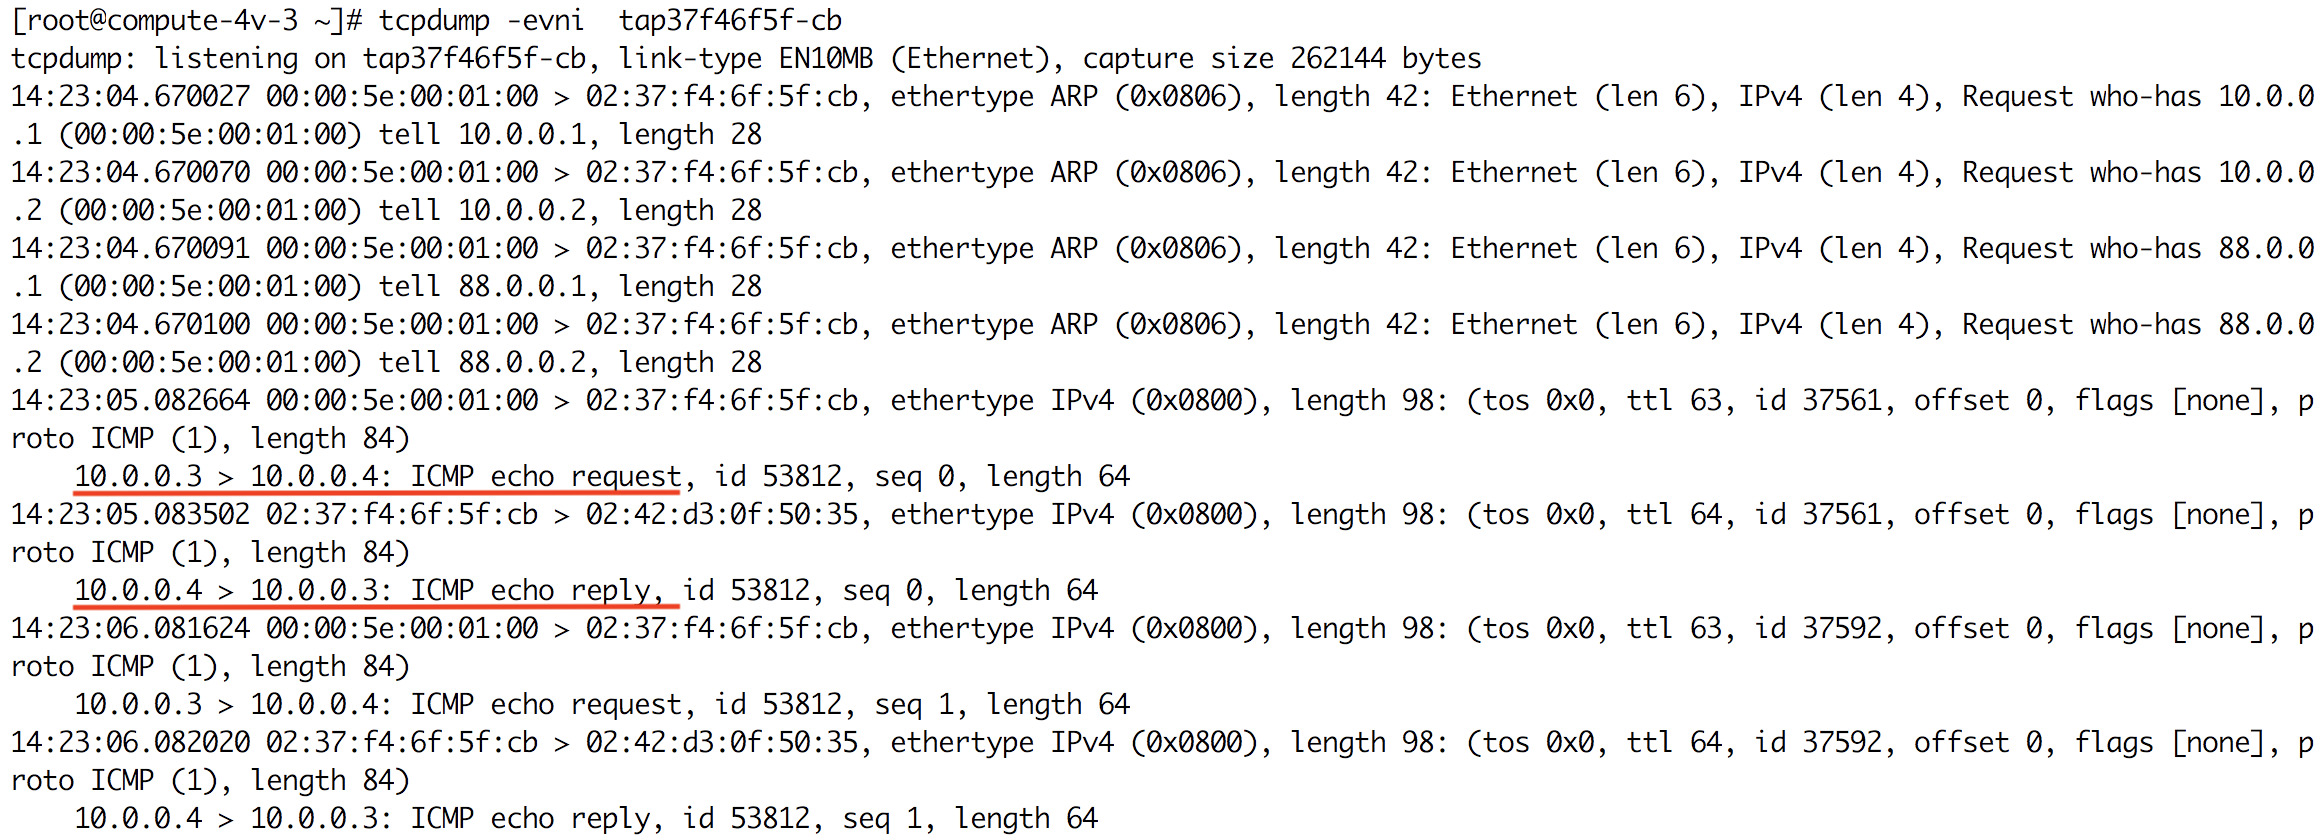 [root@compute-4v-3 ~]# tcpdump -evni  tap37f46f5f-cb
tcpdump: listening on tap37f46f5f-cb, link-type EN10MB (Ethernet), capture size 262144 bytes
14:23:04.670027 00:00:5e:00:01:00 > 02:37:f4:6f:5f:cb, ethertype ARP (0x0806), length 42: Ethernet (len 6), IPv4 (len 4), Request who-has 10.0.0
.1 (00:00:5e:00:01:00) tell 10.0.0.1, length 28
14:23:04.670070 00:00:5e:00:01:00 > 02:37:f4:6f:5f:cb, ethertype ARP (0x0806), length 42: Ethernet (len 6), IPv4 (len 4), Request who-has 10.0.0
.2 (00:00:5e:00:01:00) tell 10.0.0.2, length 28
14:23:04.670091 00:00:5e:00:01:00 > 02:37:f4:6f:5f:cb, ethertype ARP (0x0806), length 42: Ethernet (len 6), IPv4 (len 4), Request who-has 88.0.0
.1 (00:00:5e:00:01:00) tell 88.0.0.1, length 28
14:23:04.670100 00:00:5e:00:01:00 > 02:37:f4:6f:5f:cb, ethertype ARP (0x0806), length 42: Ethernet (len 6), IPv4 (len 4), Request who-has 88.0.0
.2 (00:00:5e:00:01:00) tell 88.0.0.2, length 28
14:23:05.082664 00:00:5e:00:01:00 > 02:37:f4:6f:5f:cb, ethertype IPv4 (0x0800), length 98: (tos 0x0, ttl 63, id 37561, offset 0, flags [none], p
roto ICMP (1), length 84)
    10.0.0.3 > 10.0.0.4: ICMP echo request, id 53812, seq 0, length 64
14:23:05.083502 02:37:f4:6f:5f:cb > 02:42:d3:0f:50:35, ethertype IPv4 (0x0800), length 98: (tos 0x0, ttl 64, id 37561, offset 0, flags [none], p
roto ICMP (1), length 84)
    10.0.0.4 > 10.0.0.3: ICMP echo reply, id 53812, seq 0, length 64
14:23:06.081624 00:00:5e:00:01:00 > 02:37:f4:6f:5f:cb, ethertype IPv4 (0x0800), length 98: (tos 0x0, ttl 63, id 37592, offset 0, flags [none], p
roto ICMP (1), length 84)
    10.0.0.3 > 10.0.0.4: ICMP echo request, id 53812, seq 1, length 64
14:23:06.082020 02:37:f4:6f:5f:cb > 02:42:d3:0f:50:35, ethertype IPv4 (0x0800), length 98: (tos 0x0, ttl 64, id 37592, offset 0, flags [none], p
roto ICMP (1), length 84)
    10.0.0.4 > 10.0.0.3: ICMP echo reply, id 53812, seq 1, length 64